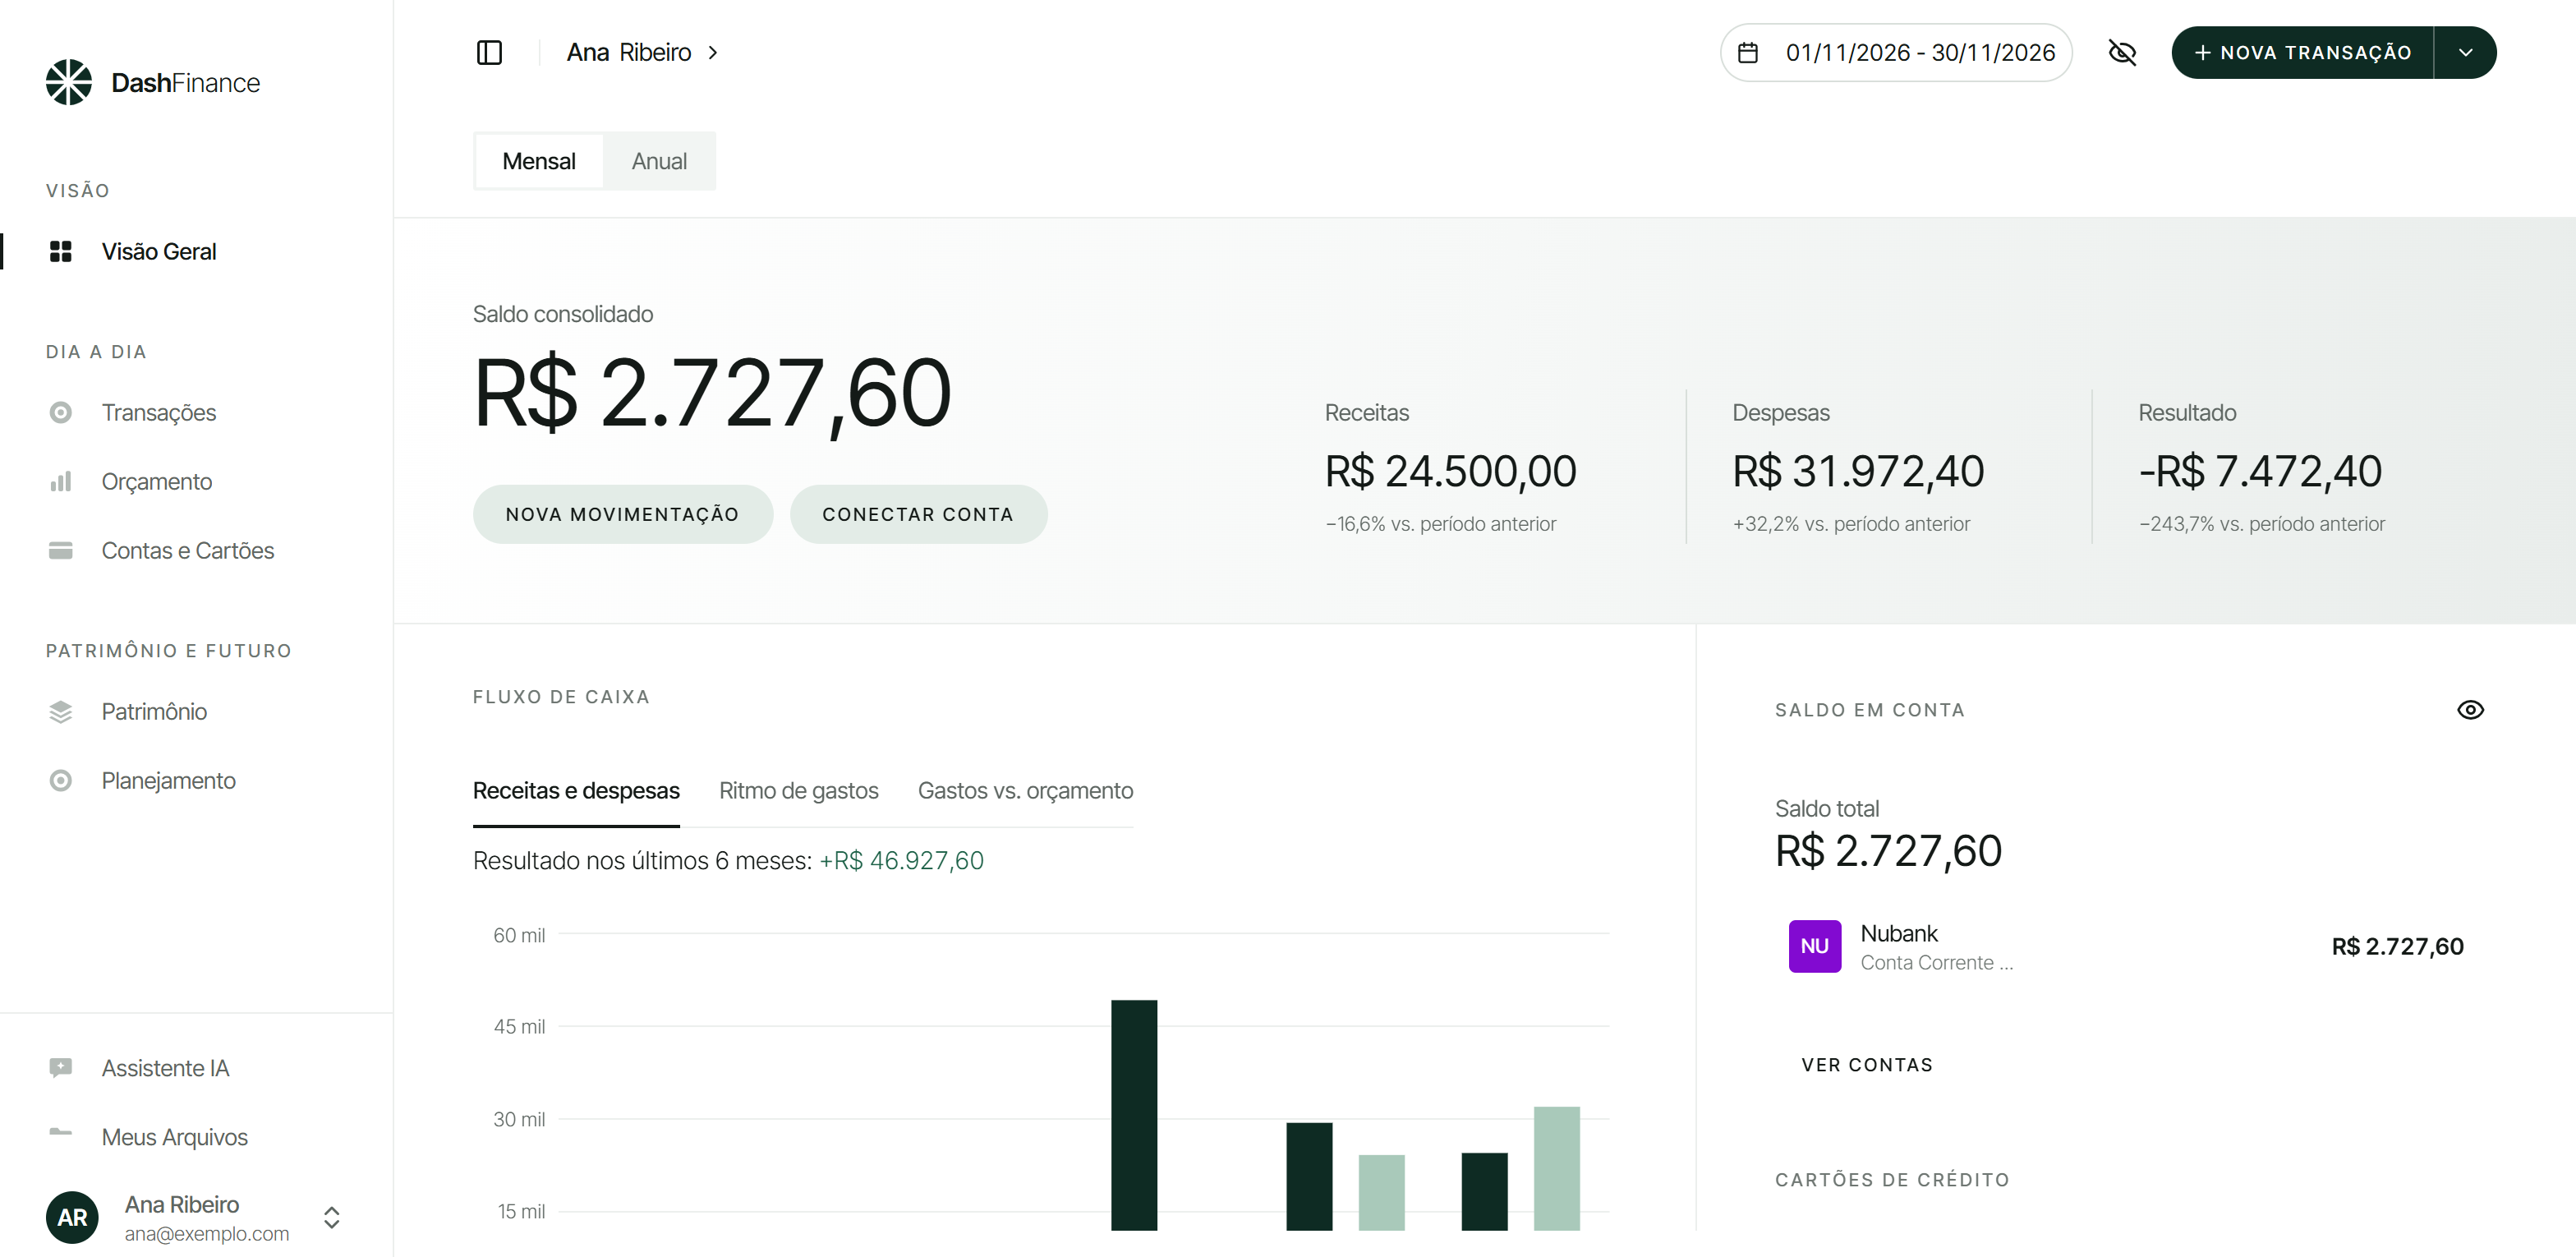 DashFinance
VISÃO
Visão Geral
DIA A DIA
Transações
Orçamento
Contas e Cartões
PATRIMÔNIO E FUTURO
Patrimônio
Planejamento
Assistente IA
Meus Arquivos
AR
Ana Ribeiro
ana@exemplo.com
Ana Ribeiro
01/11/2026 - 30/11/2026
NOVA TRANSAÇÃO
Mensal
Anual
Saldo consolidado
R$ 2.727,60
NOVA MOVIMENTAÇÃO
CONECTAR CONTA
Receitas
R$ 24.500,00
−16,6% vs. período anterior
Despesas
R$ 31.972,40
+32,2% vs. período anterior
Resultado
-R$ 7.472,40
−243,7% vs. período anterior
FLUXO DE CAIXA
Receitas e despesas
Ritmo de gastos
Gastos vs. orçamento
Resultado nos últimos 6 meses: +R$ 46.927,60
60 mil
45 mil
30 mil
15 mil
SALDO EM CONTA
Saldo total
R$ 2.727,60
NU
Nubank
Conta Corrente ...
R$ 2.727,60
VER CONTAS
CARTÕES DE CRÉDITO